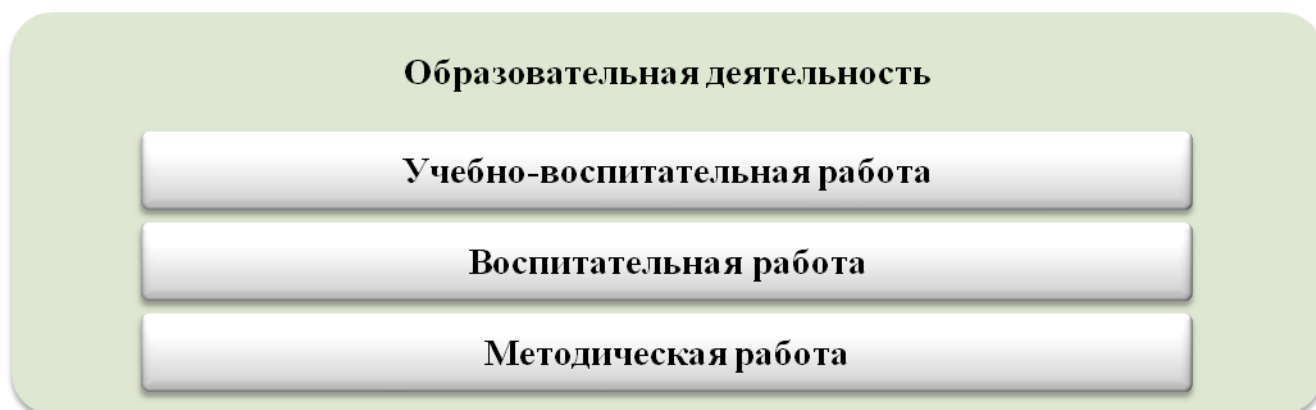 Образовательная деятельность
Учебно-воспитательная работа
Воспитательная работа
Методическая работа